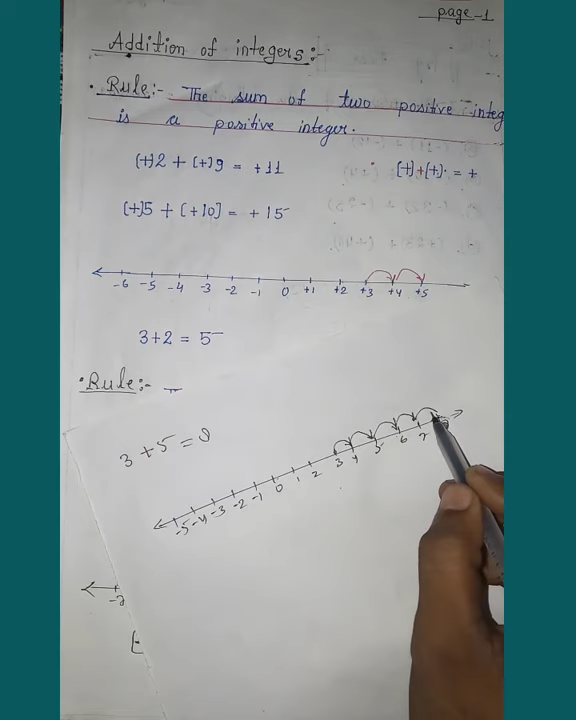 page-1
Addition of integers:-
• Rule:- The sum of two positive integ
is a positive integer.
(+)2 + (+)9 = +11
(+)+(+) = +
(+)5 + (+10) = +15
-6 -5 -4 -3 -2 -1 0 +1 +2 +3 +4 +5
3+2 = 5
• Rule:-
3+5=
-5 -4 -3 -2 -1 0 1 2 3 4 5 6 7